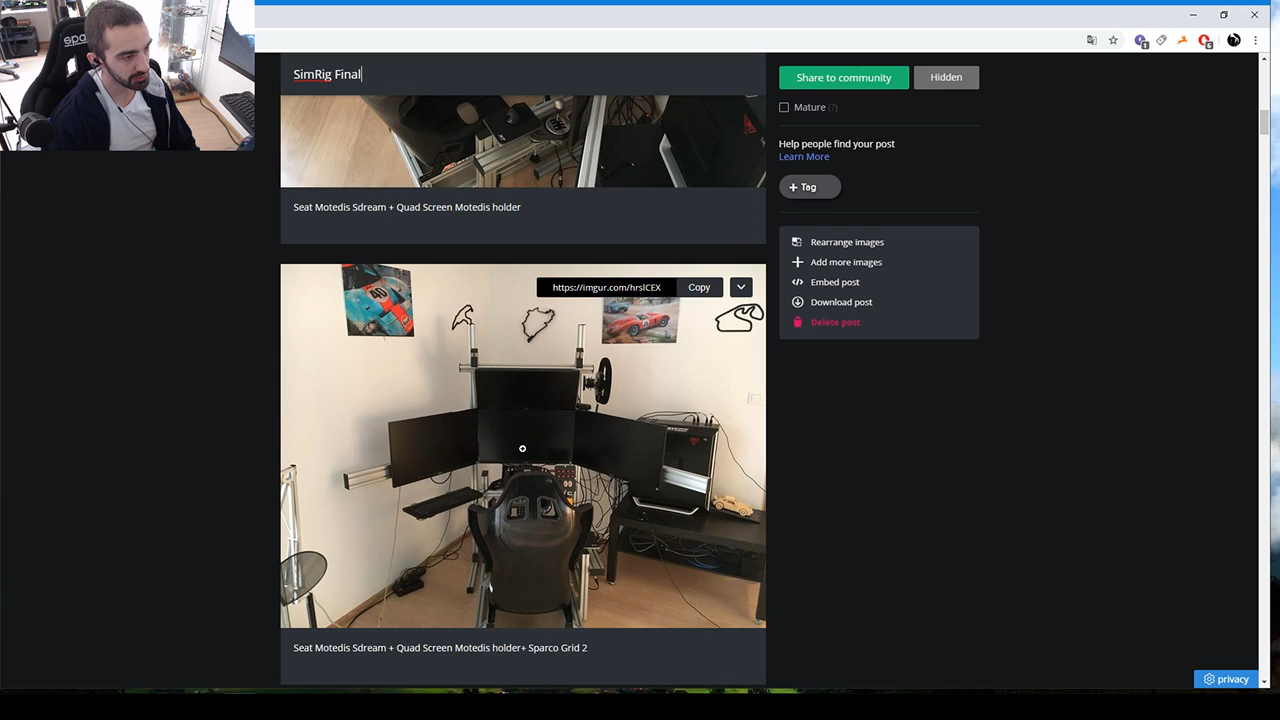 spa
SimRig Final
Share to community
Hidden
Mature (?)
Help people find your post
Learn More
+ Tag
Seat Motedis Sdream + Quad Screen Motedis holder
Rearrange images
Add more images
Embed post
Download post
Delete post
https://imgur.com/hrslCEX
Copy
Seat Motedis Sdream + Quad Screen Motedis holder+ Sparco Grid 2
privacy